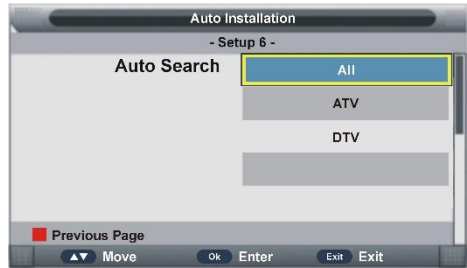 Auto Installation
- Setup 6 -
Auto Search
All
ATV
DTV
Previous Page
▲▼ Move Ok Enter Exit Exit